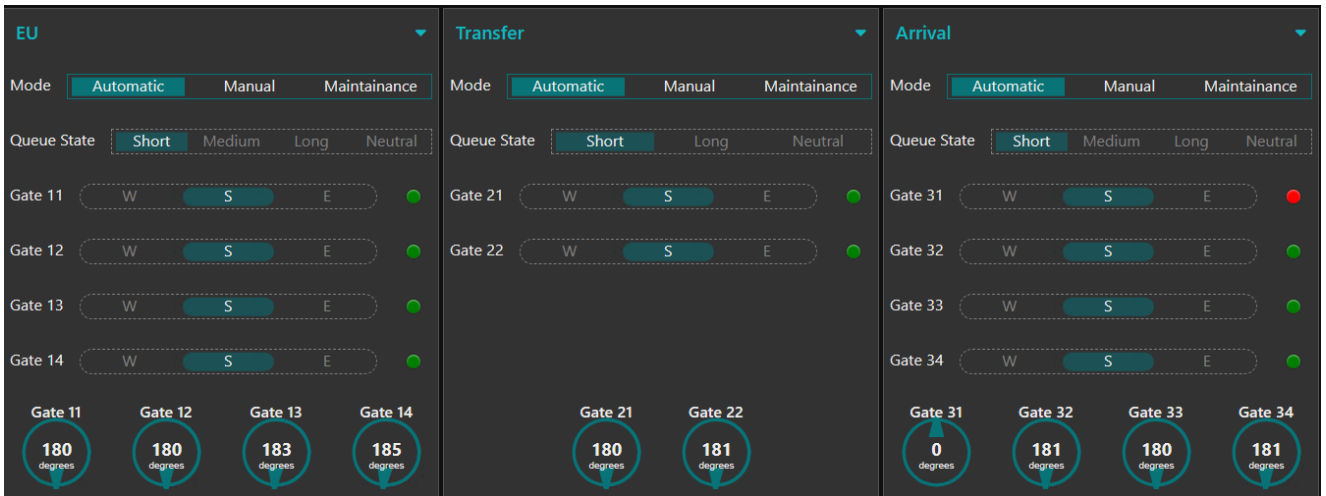 EU
Mode Automatic Manual Maintainance
Queue State Short Medium Long Neutral
Gate 11 W S E
Gate 12 W S E
Gate 13 W S E
Gate 14 W S E
Gate 11 Gate 12 Gate 13 Gate 14
180 180 183 185
degrees degrees degrees degrees
Transfer
Mode Automatic Manual Maintainance
Queue State Short Long Neutral
Gate 21 W S E
Gate 22 W S E
Gate 21 Gate 22
180 181
degrees degrees
Arrival
Mode Automatic Manual Maintainance
Queue State Short Medium Long Neutral
Gate 31 W S E
Gate 32 W S E
Gate 33 W S E
Gate 34 W S E
Gate 31 Gate 32 Gate 33 Gate 34
0 181 180 181
degrees degrees degrees degrees